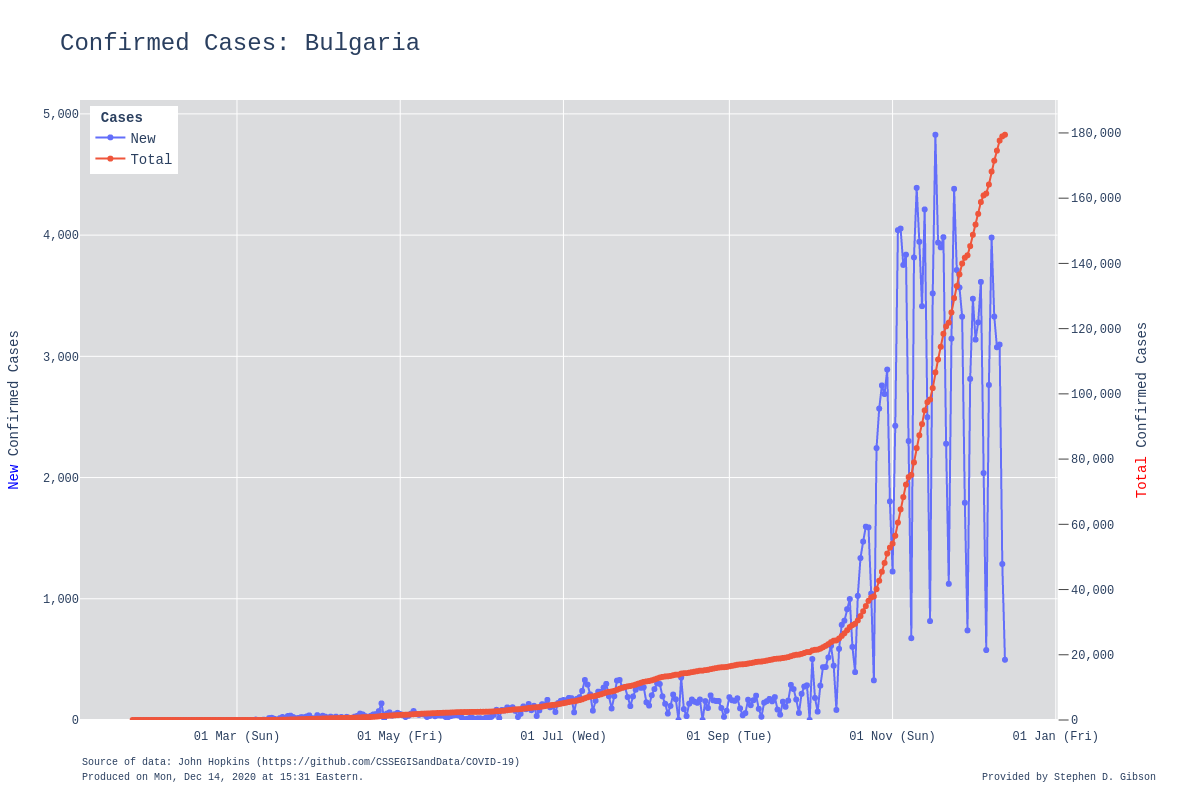 Confirmed Cases: Bulgaria
Cases
New
Total
5,000
4,000
3,000
2,000
1,000
0
180,000
160,000
140,000
120,000
100,000
80,000
60,000
40,000
20,000
0
New Confirmed Cases
Total Confirmed Cases
01 Mar (Sun)
01 May (Fri)
01 Jul (Wed)
01 Sep (Tue)
01 Nov (Sun)
01 Jan (Fri)
Source of data: John Hopkins (https://github.com/CSSEGISandData/COVID-19)
Produced on Mon, Dec 14, 2020 at 15:31 Eastern.
Provided by Stephen D. Gibson